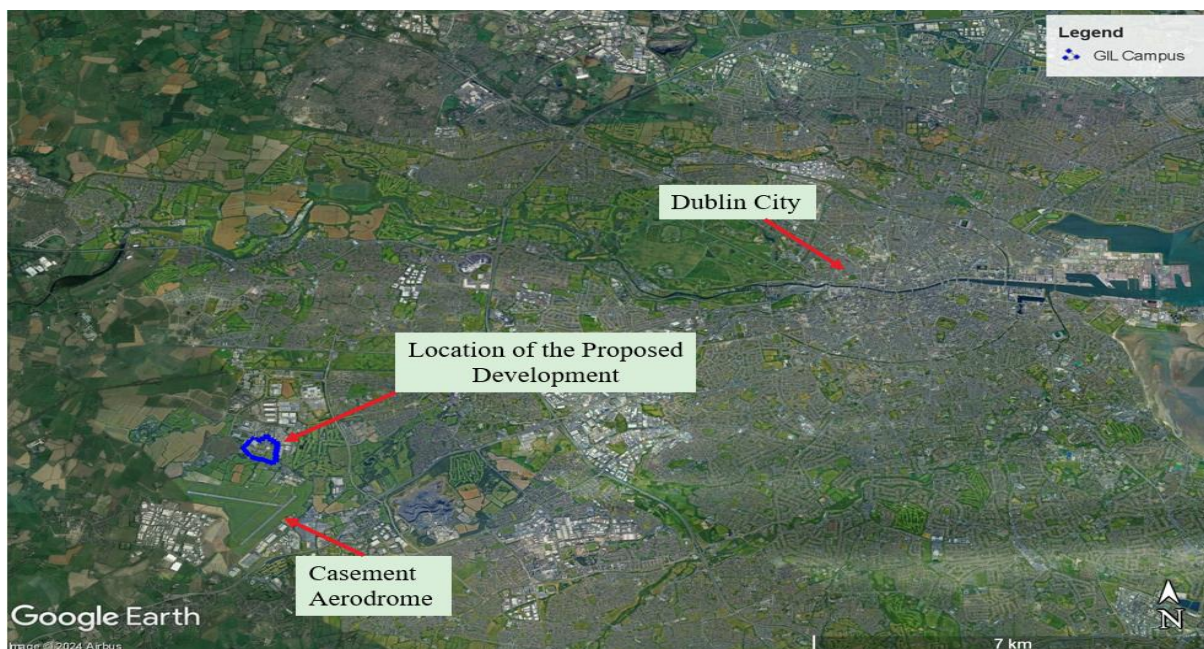 Legend
GIL Campus
Dublin City
Location of the Proposed
Development
Casement
Aerodrome
Google Earth
Image © 2024 Airbus
N
7 km